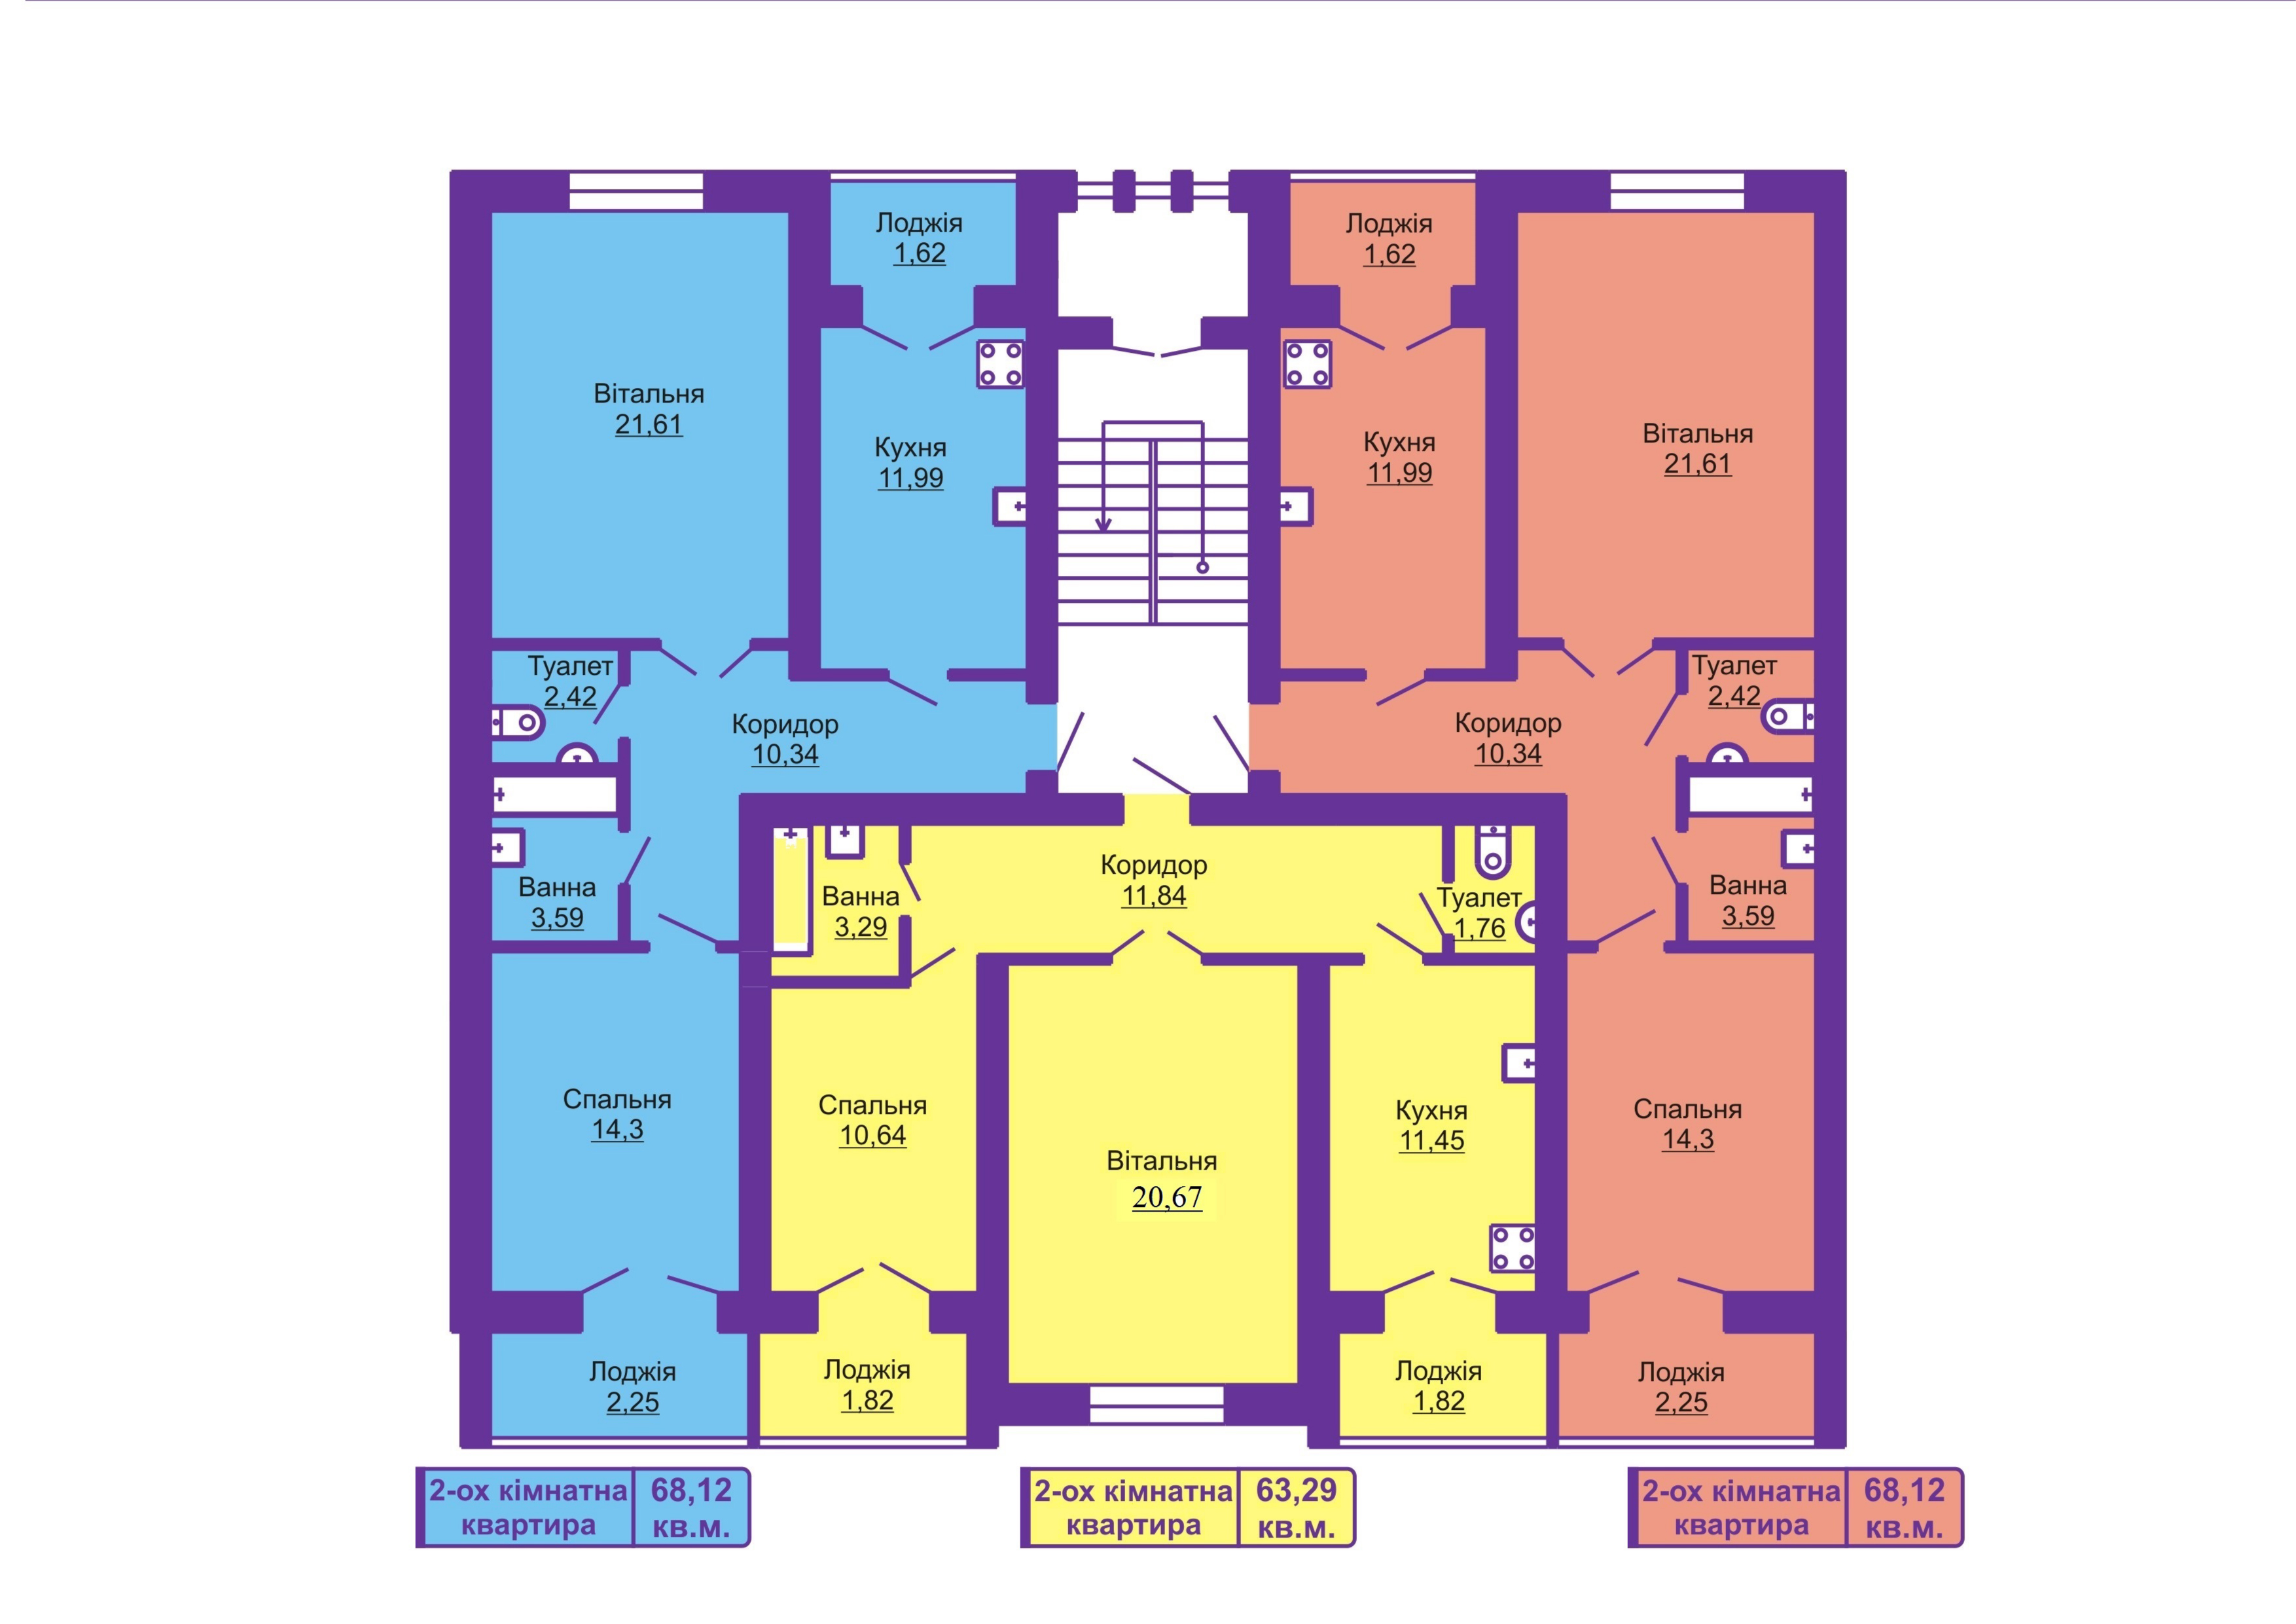 Лоджія
1,62
Лоджія
1,62
Вітальня
21,61
Кухня
11,99
Кухня
11,99
Вітальня
21,61
Туалет
2,42
Коридор
10,34
Коридор
10,34
Туалет
2,42
Ванна
3,59
Ванна
3,29
Коридор
11,84
Туалет
1,76
Ванна
3,59
Спальня
14,3
Спальня
10,64
Вітальня
20,67
Кухня
11,45
Спальня
14,3
Лоджія
2,25
Лоджія
1,82
Лоджія
1,82
Лоджія
2,25
2-ох кімнатна
квартира
68,12
кв.м.
2-ох кімнатна
квартира
63,29
кв.м.
2-ох кімнатна
квартира
68,12
кв.м.